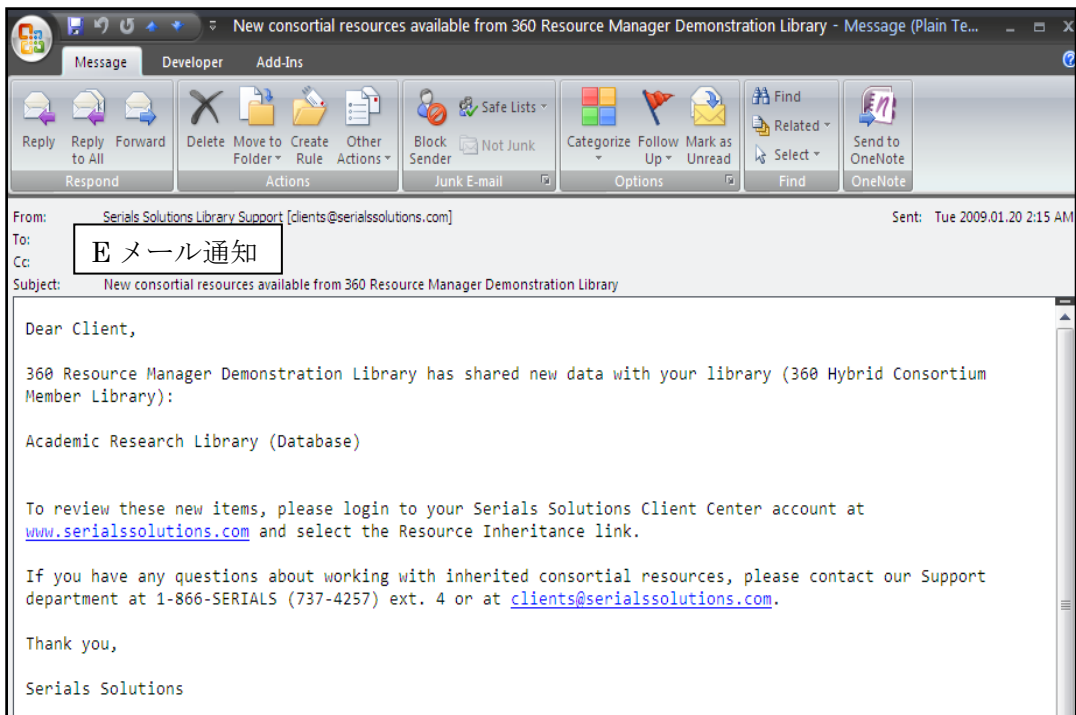 New consortial resources available from 360 Resource Manager Demonstration Library - Message (Plain Te...
Message Developer Add-Ins
Reply Reply to All Forward Delete Move to Folder Create Rule Other Actions Block Sender Safe Lists Not Junk Categorize Follow Up Mark as Unread Find Related Select Send to OneNote
Respond Actions Junk E-mail Options Find OneNote
From: Serials Solutions Library Support [clients@serialssolutions.com] Sent: Tue 2009.01.20 2:15 AM
To:
E メール通知
Cc:
Subject: New consortial resources available from 360 Resource Manager Demonstration Library
Dear Client,
360 Resource Manager Demonstration Library has shared new data with your library (360 Hybrid Consortium
Member Library):
Academic Research Library (Database)
To review these new items, please login to your Serials Solutions Client Center account at
www.serialssolutions.com and select the Resource Inheritance link.
If you have any questions about working with inherited consortial resources, please contact our Support
department at 1-866-SERIALS (737-4257) ext. 4 or at clients@serialssolutions.com.
Thank you,
Serials Solutions